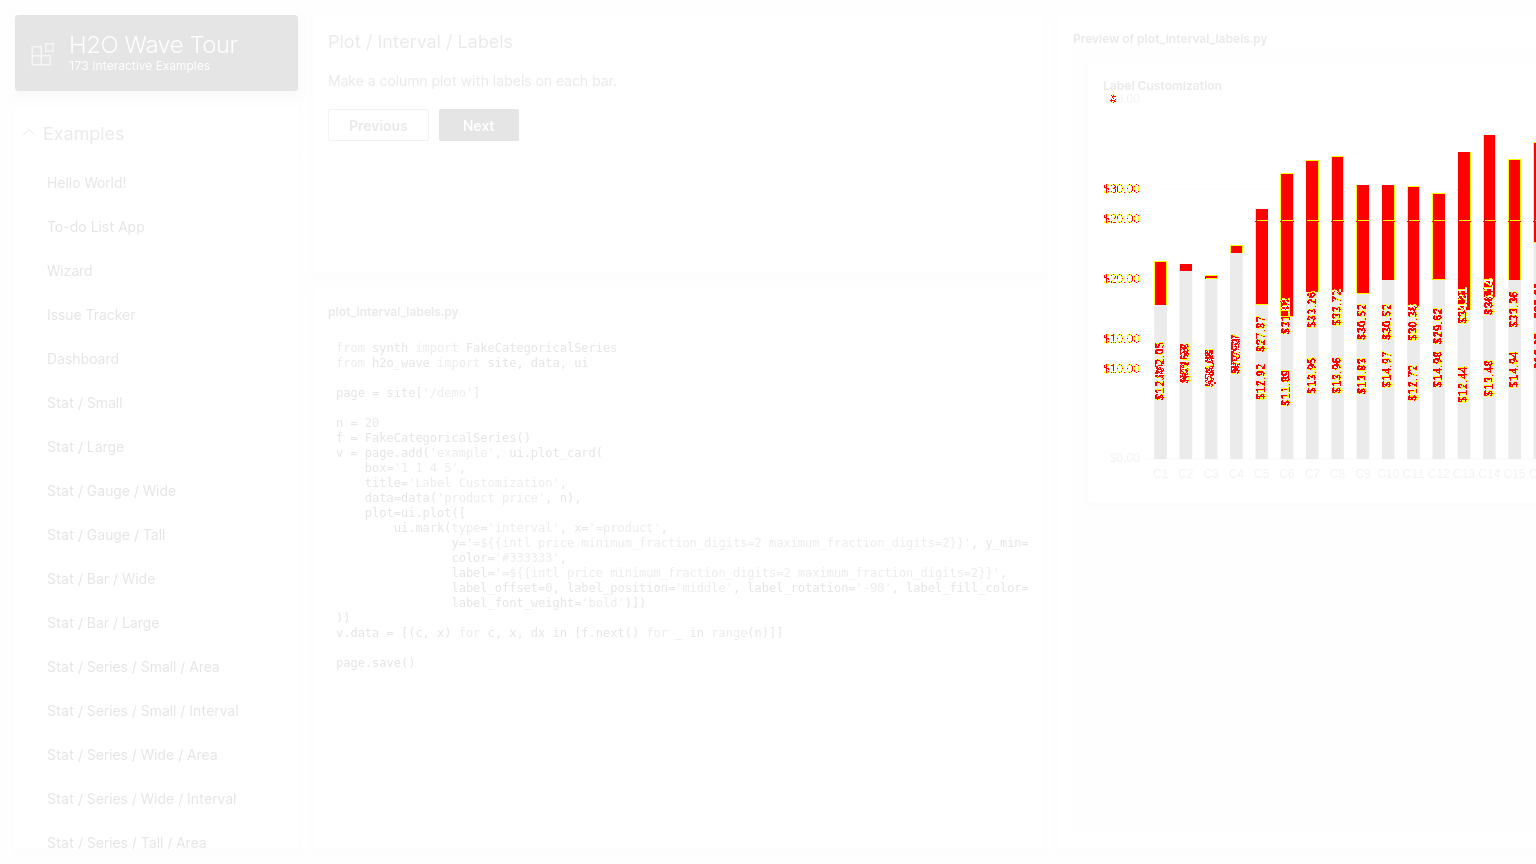 H2O Wave Tour
173 Interactive Examples
Examples
Hello World!
To-do List App
Wizard
Issue Tracker
Dashboard
Stat / Small
Stat / Large
Stat / Gauge / Wide
Stat / Gauge / Tall
Stat / Bar / Wide
Stat / Bar / Large
Stat / Series / Small / Area
Stat / Series / Small / Interval
Stat / Series / Wide / Area
Stat / Series / Wide / Interval
Stat / Series / Tall / Area
Plot / Interval / Labels
Make a column plot with labels on each bar.
Previous
Next
plot_interval_labels.py
from synth import FakeCategoricalSeries
from h2o_wave import site, data, ui
page = site['/demo']
n = 20
f = FakeCategoricalSeries()
v = page.add('example', ui.plot_card(
box='1 1 4 5',
title='Label Customization',
data=data('product price', n),
plot=ui.plot([
ui.mark(type='interval', x='=product',
y='=${{intl price minimum_fraction_digits=2 maximum_fraction_digits=2}}', y_min=
color='#333333',
label='=${{intl price minimum_fraction_digits=2 maximum_fraction_digits=2}}',
label_offset=0, label_position='middle', label_rotation='-90', label_fill_color=
label_font_weight='bold')])
))
v.data = [(c, x) for c, x, dx in [f.next() for _ in range(n)]]
page.save()
Preview of plot_interval_labels.py
Label Customization
$30.00
$20.00
$20.00
$10.00
$10.00
$0.00
$27.87
$12.92
$31.82
$11.89
$33.26
$13.95
$33.72
$13.96
$30.52
$13.83
$30.52
$14.97
$12.72
$29.62
$14.98
$12.44
$13.48
$33.36
$14.94
C1 C2 C3 C4 C5 C6 C7 C8 C9 C10 C11 C12 C13 C14 C15